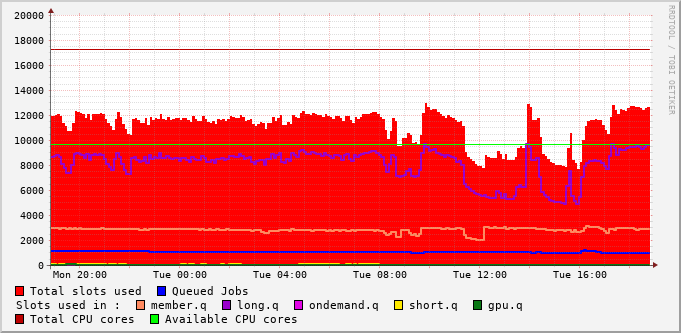 20000
18000
16000
14000
12000
10000
8000
6000
4000
2000
0
Mon 20:00 Tue 00:00 Tue 04:00 Tue 08:00 Tue 12:00 Tue 16:00
RRDTOOL / TOBI OETIKER
Total slots used Queued Jobs
Slots used in : member.q long.q ondemand.q short.q gpu.q
Total CPU cores Available CPU cores